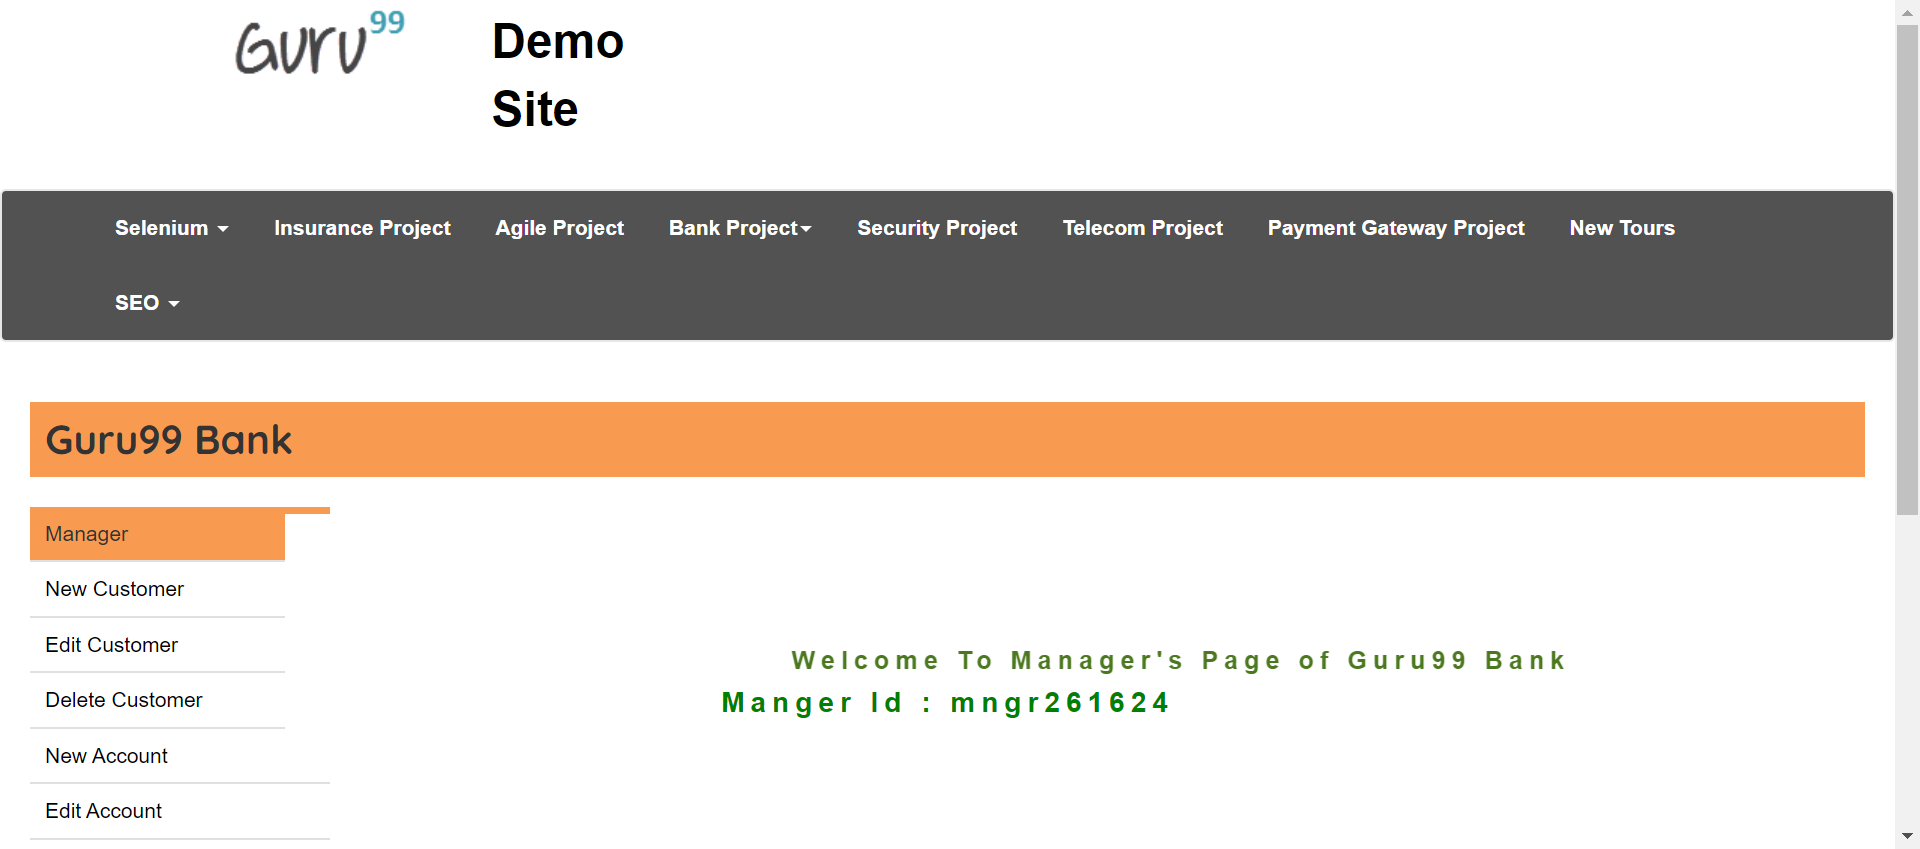 Guru99
Demo
Site
Selenium
Insurance Project
Agile Project
Bank Project
Security Project
Telecom Project
Payment Gateway Project
New Tours
SEO
Guru99 Bank
Manager
New Customer
Edit Customer
Delete Customer
New Account
Edit Account
Welcome To Manager's Page of Guru99 Bank
Manger Id : mngr261624